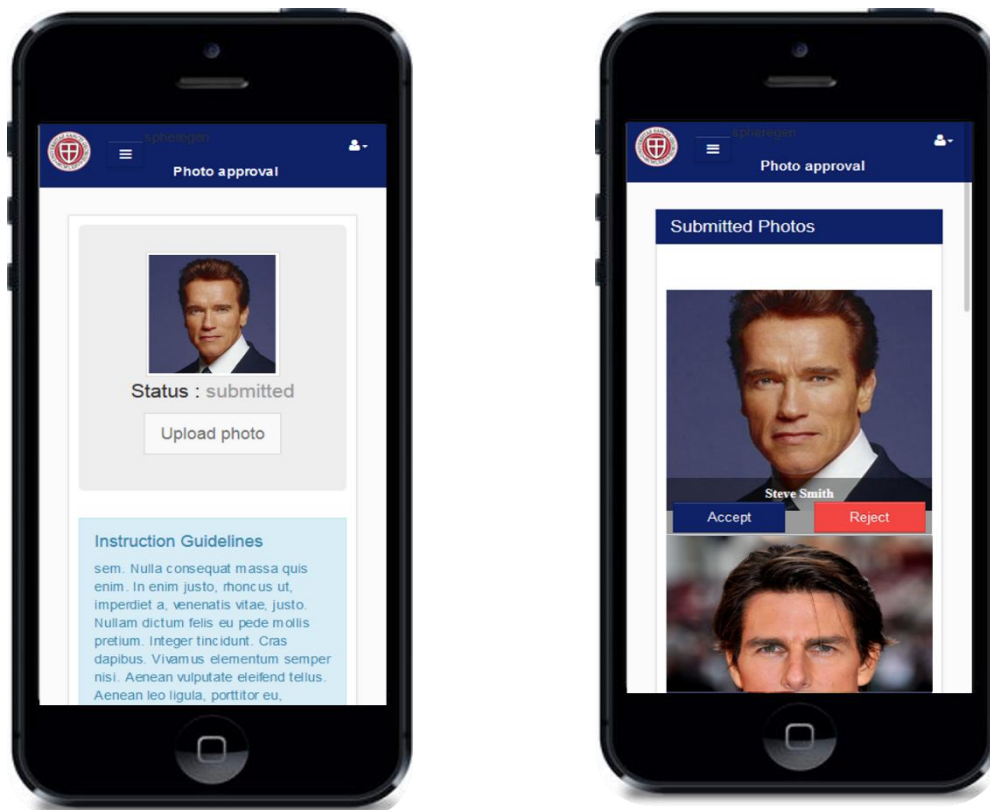 spheregen
Photo approval
Status : submitted
Upload photo
Instruction Guidelines
sem. Nulla consequat massa quis
enim. In enim justo, rhoncus ut,
imperdiet a, venenatis vitae, justo.
Nullam dictum felis eu pede mollis
pretium. Integer tincidunt. Cras
dapibus. Vivamus elementum semper
nisi. Aenean vulputate eleifend tellus.
Aenean leo ligula, porttitor eu,
spheregen
Photo approval
Submitted Photos
Steve Smith
Accept
Reject